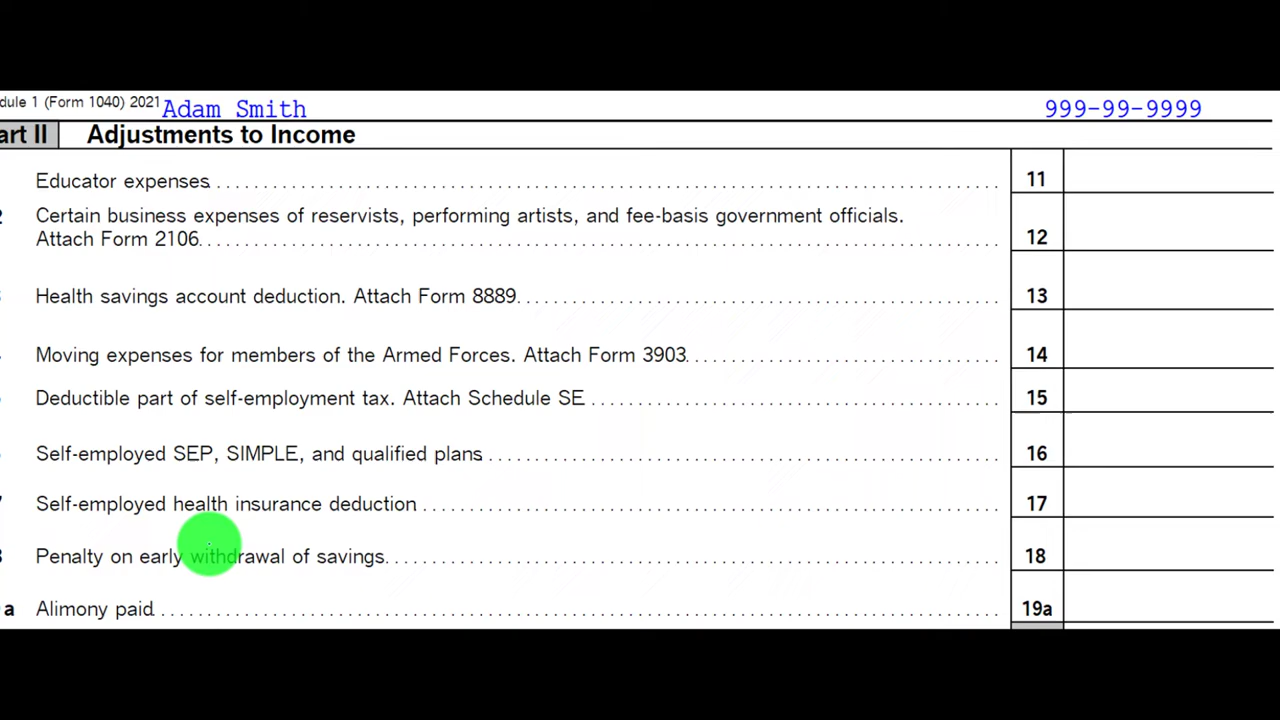 dule 1 (Form 1040) 2021 Adam Smith 999-99-9999
art II Adjustments to Income
Educator expenses 11
2 Certain business expenses of reservists, performing artists, and fee-basis government officials.
Attach Form 2106 12
Health savings account deduction. Attach Form 8889 13
Moving expenses for members of the Armed Forces. Attach Form 3903 14
Deductible part of self-employment tax. Attach Schedule SE 15
Self-employed SEP, SIMPLE, and qualified plans 16
7 Self-employed health insurance deduction 17
8 Penalty on early withdrawal of savings 18
a Alimony paid 19a